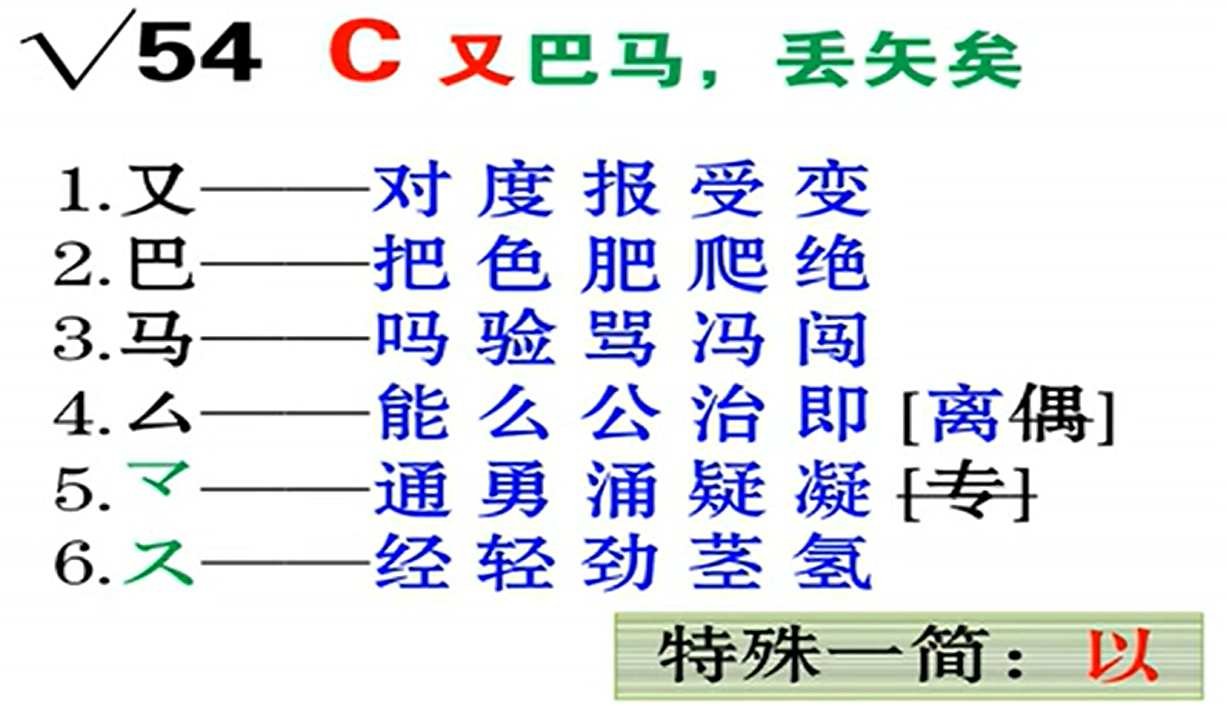 √54 C 又巴马，丢矢矣
1.又——对 度 报 受 变
2.巴——把 色 肥 爬 绝
3.马——吗 验 骂 冯 闯
4.厶——能 么 公 治 即 [离偶]
5.マ——通 勇 涌 疑 凝 [专]
6.ス——经 轻 劲 茎 氢
特殊一简：以